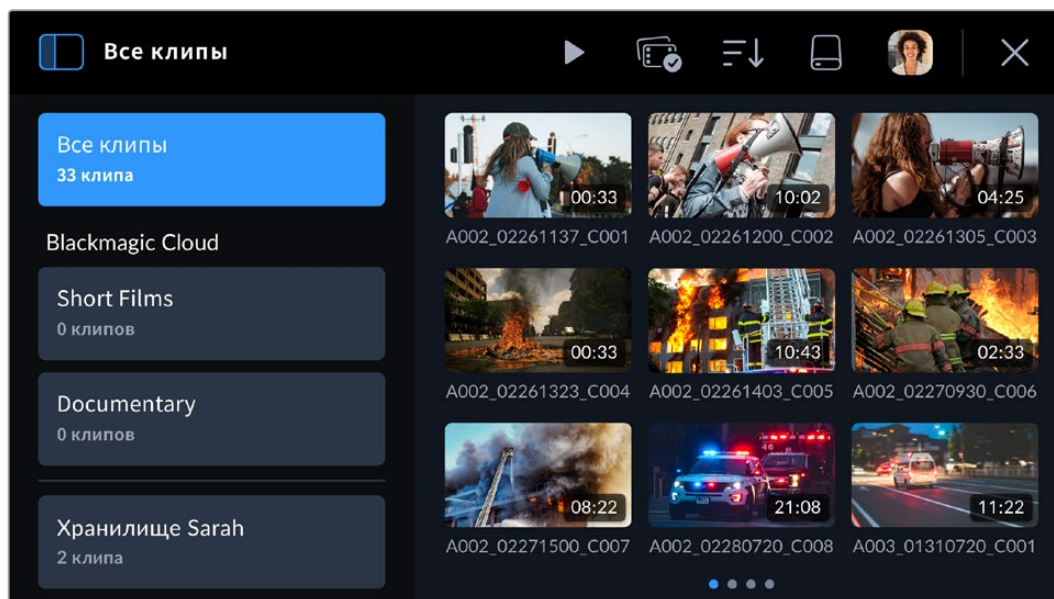 Все клипы
Все клипы
33 клипа
Blackmagic Cloud
Short Films
0 клипов
Documentary
0 клипов
Хранилище Sarah
2 клипа
00:33 10:02 04:25
A002_02261137_C001 A002_02261200_C002 A002_02261305_C003
00:33 10:43 02:33
A002_02261323_C004 A002_02261403_C005 A002_02270930_C006
08:22 21:08 11:22
A002_02271500_C007 A002_02280720_C008 A003_01310720_C001